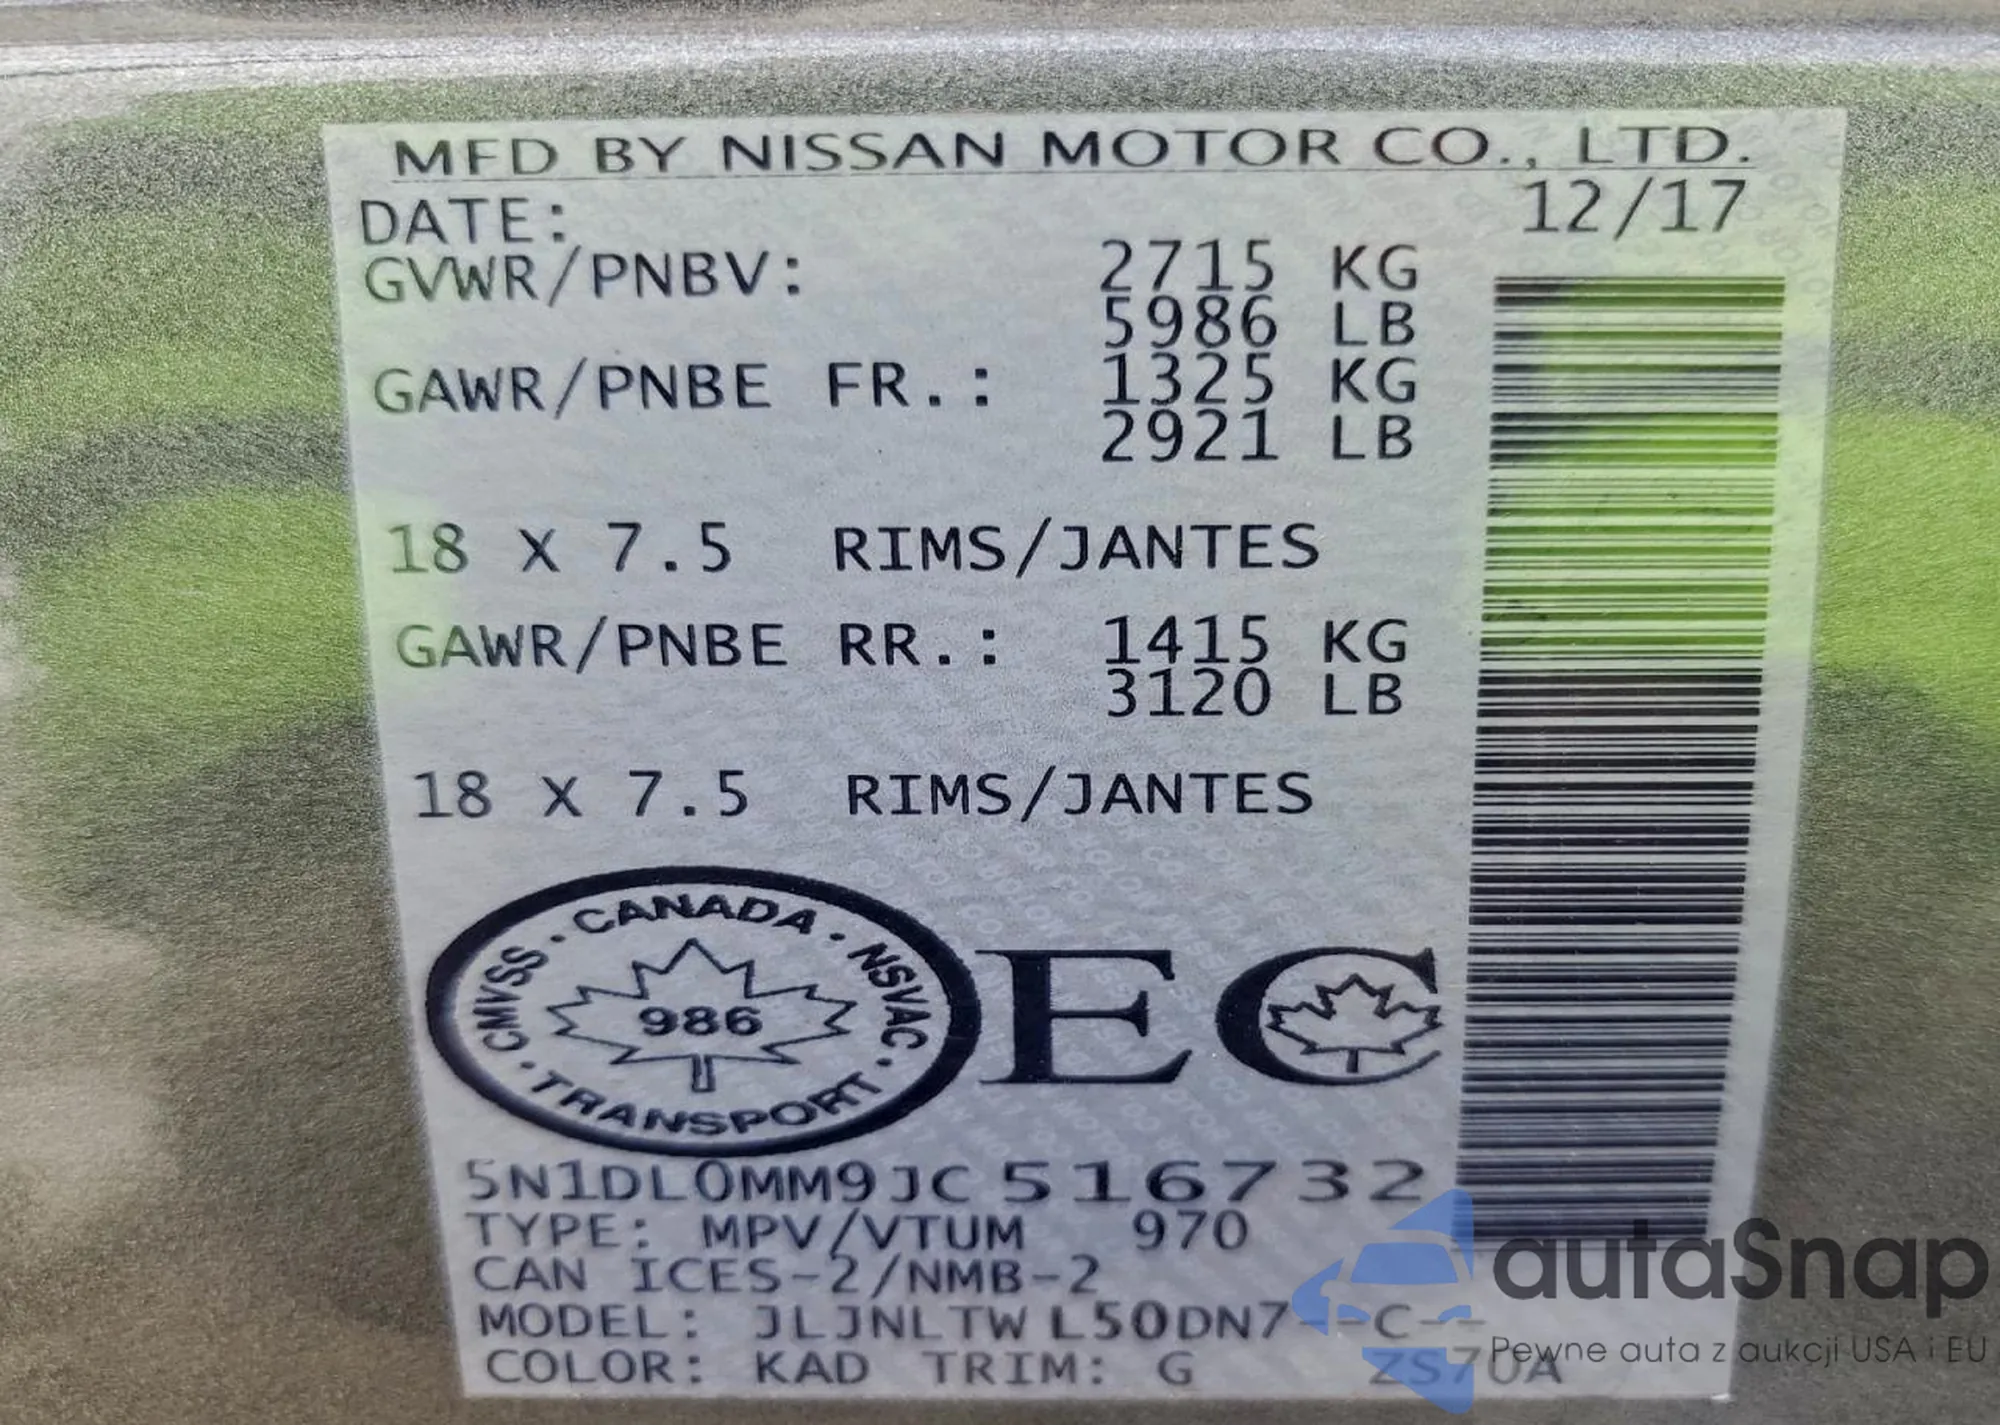 MFD BY NISSAN MOTOR CO., LTD.
DATE: 12/17
GVWR/PNBV: 2715 KG
5986 LB
GAWR/PNBE FR.: 1325 KG
2921 LB
18 X 7.5 RIMS/JANTES
GAWR/PNBE RR.: 1415 KG
3120 LB
18 X 7.5 RIMS/JANTES
CMVSS · CANADA · NSVAC · TRANSPORT
986
EC
5N1DL0MM9JC516732
TYPE: MPV/VTUM 970
CAN ICES-2/NMB-2
MODEL: JLJNLTWL50DN7--C--
COLOR: KAD TRIM: G ZS70A
autaSnap
Pewne auta z aukcji USA i EU